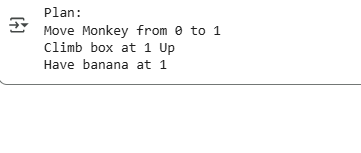 Plan:
Move Monkey from 0 to 1
Climb box at 1 Up
Have banana at 1